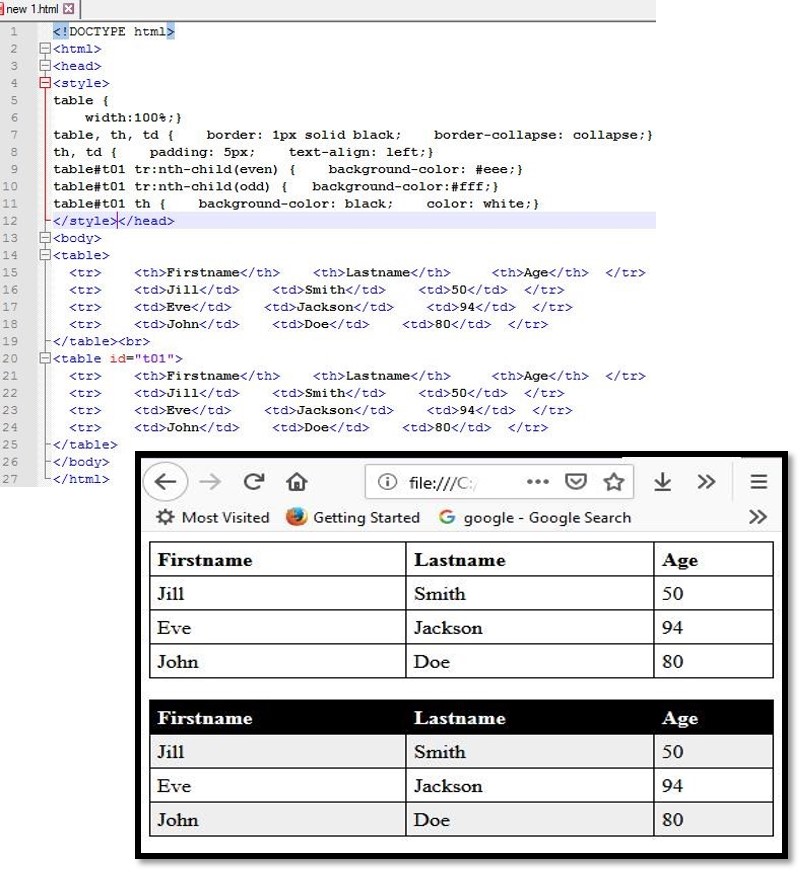 new 1.html
1 <!DOCTYPE html>
2 <html>
3 <head>
4 <style>
5 table {
6     width:100%;}
7 table, th, td {    border: 1px solid black;    border-collapse: collapse;}
8 th, td {    padding: 5px;    text-align: left;}
9 table#t01 tr:nth-child(even) {    background-color: #eee;}
10 table#t01 tr:nth-child(odd) {   background-color:#fff;}
11 table#t01 th {    background-color: black;    color: white;}
12 </style></head>
13 <body>
14 <table>
15   <tr>    <th>Firstname</th>    <th>Lastname</th>     <th>Age</th>  </tr>
16   <tr>    <td>Jill</td>    <td>Smith</td>    <td>50</td>  </tr>
17   <tr>    <td>Eve</td>    <td>Jackson</td>    <td>94</td>  </tr>
18   <tr>    <td>John</td>    <td>Doe</td>    <td>80</td>  </tr>
19 </table><br>
20 <table id="t01">
21   <tr>    <th>Firstname</th>    <th>Lastname</th>     <th>Age</th>  </tr>
22   <tr>    <td>Jill</td>    <td>Smith</td>    <td>50</td>  </tr>
23   <tr>    <td>Eve</td>    <td>Jackson</td>    <td>94</td>  </tr>
24   <tr>    <td>John</td>    <td>Doe</td>    <td>80</td>  </tr>
25 </table>
26 </body>
27 </html>
file:///C:/
Most Visited Getting Started google - Google Search
Firstname Lastname Age
Jill Smith 50
Eve Jackson 94
John Doe 80
Firstname Lastname Age
Jill Smith 50
Eve Jackson 94
John Doe 80